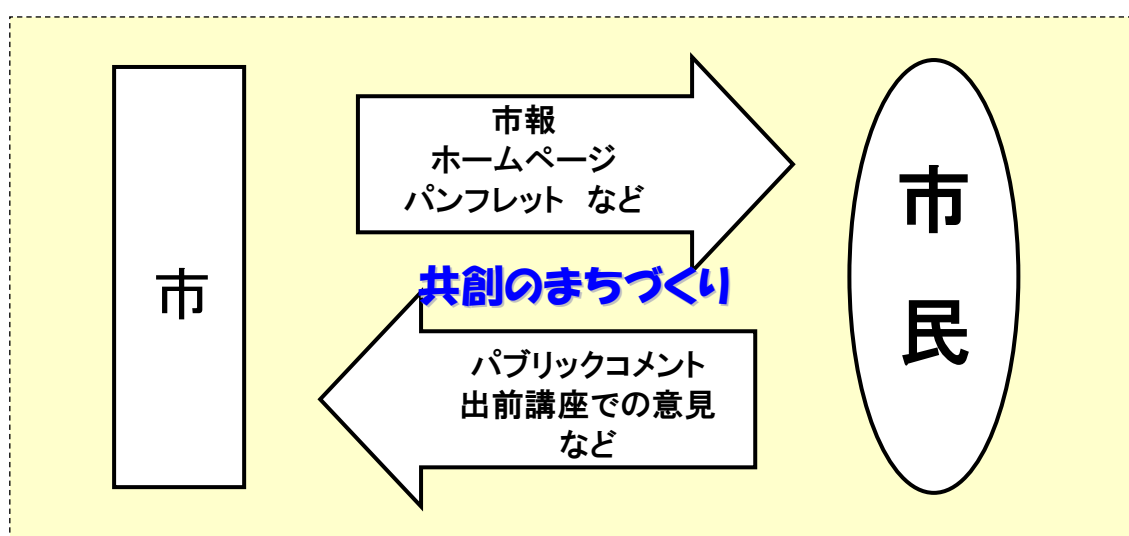 市
市報
ホームページ
パンフレット　など
共創のまちづくり
パブリックコメント
出前講座での意見
など
市民